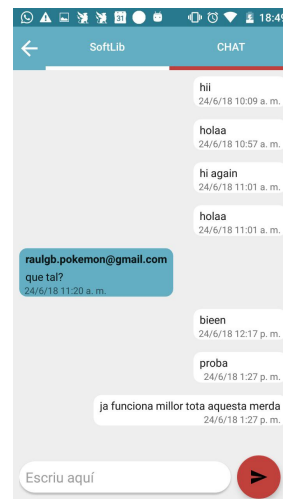 31 18:49
SoftLib CHAT
hii
24/6/18 10:09 a. m.
holaa
24/6/18 10:57 a. m.
hi again
24/6/18 11:01 a. m.
holaa
24/6/18 11:01 a. m.
raulgb.pokemon@gmail.com
que tal?
24/6/18 11:20 a. m.
bieen
24/6/18 12:17 p. m.
proba
24/6/18 1:27 p. m.
ja funciona millor tota aquesta merda
24/6/18 1:27 p. m.
Escriu aquí